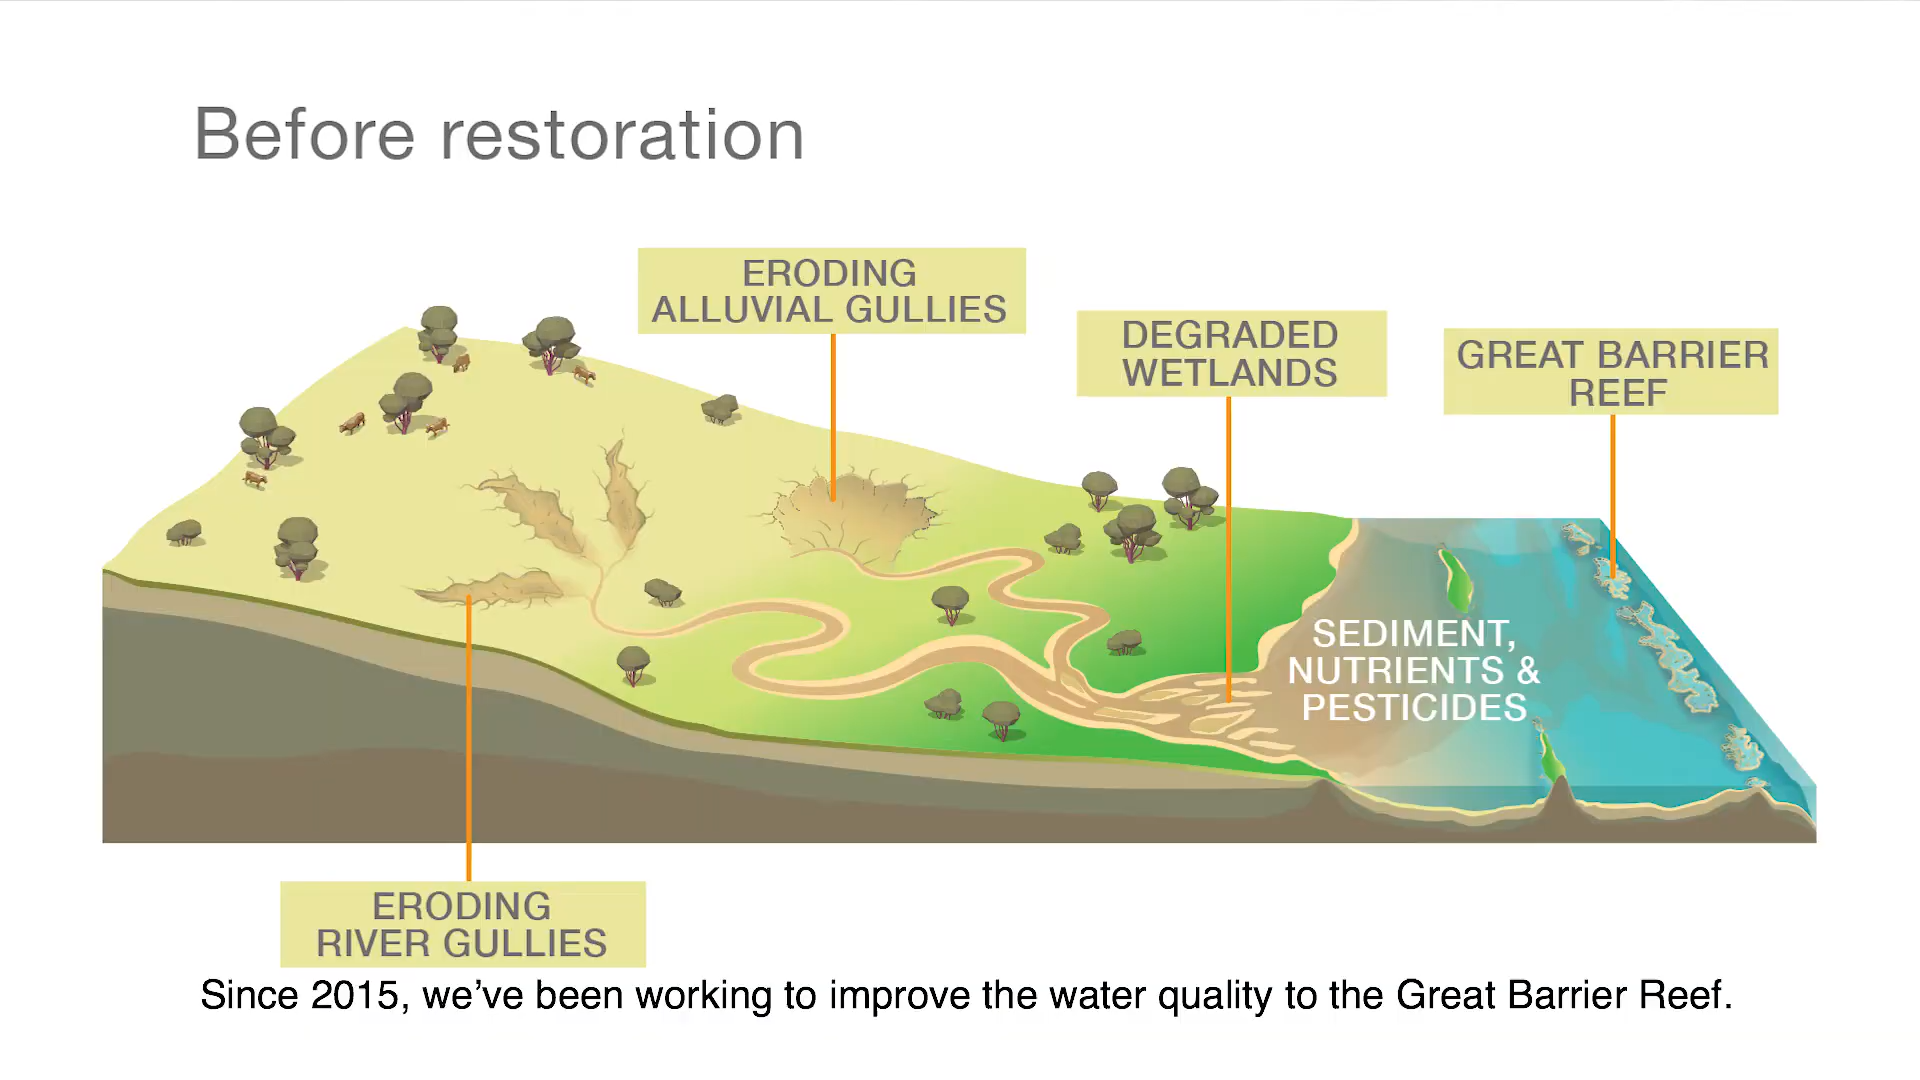 Before restoration
ERODING
ALLUVIAL GULLIES
DEGRADED
WETLANDS
GREAT BARRIER
REEF
SEDIMENT,
NUTRIENTS &
PESTICIDES
ERODING
RIVER GULLIES
Since 2015, we’ve been working to improve the water quality to the Great Barrier Reef.